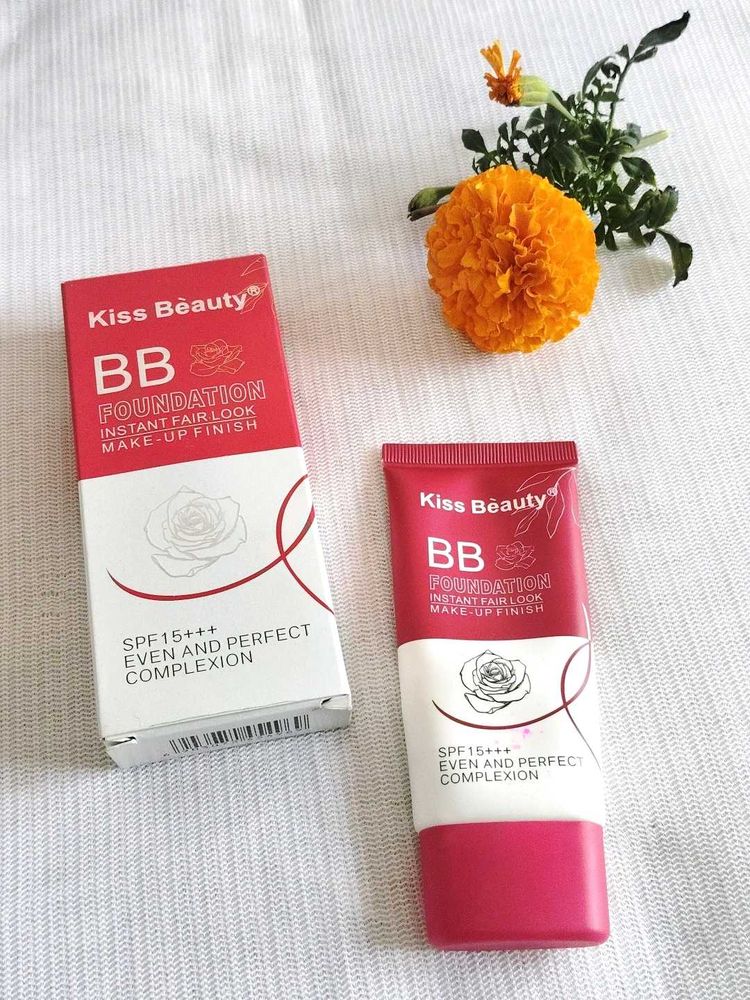 Kiss Bèauty®
BB
FOUNDATION
INSTANT FAIR LOOK
MAKE-UP FINISH
SPF15+++
EVEN AND PERFECT
COMPLEXION
Kiss Bèauty®
BB
FOUNDATION
INSTANT FAIR LOOK
MAKE-UP FINISH
SPF15+++
EVEN AND PERFECT
COMPLEXION